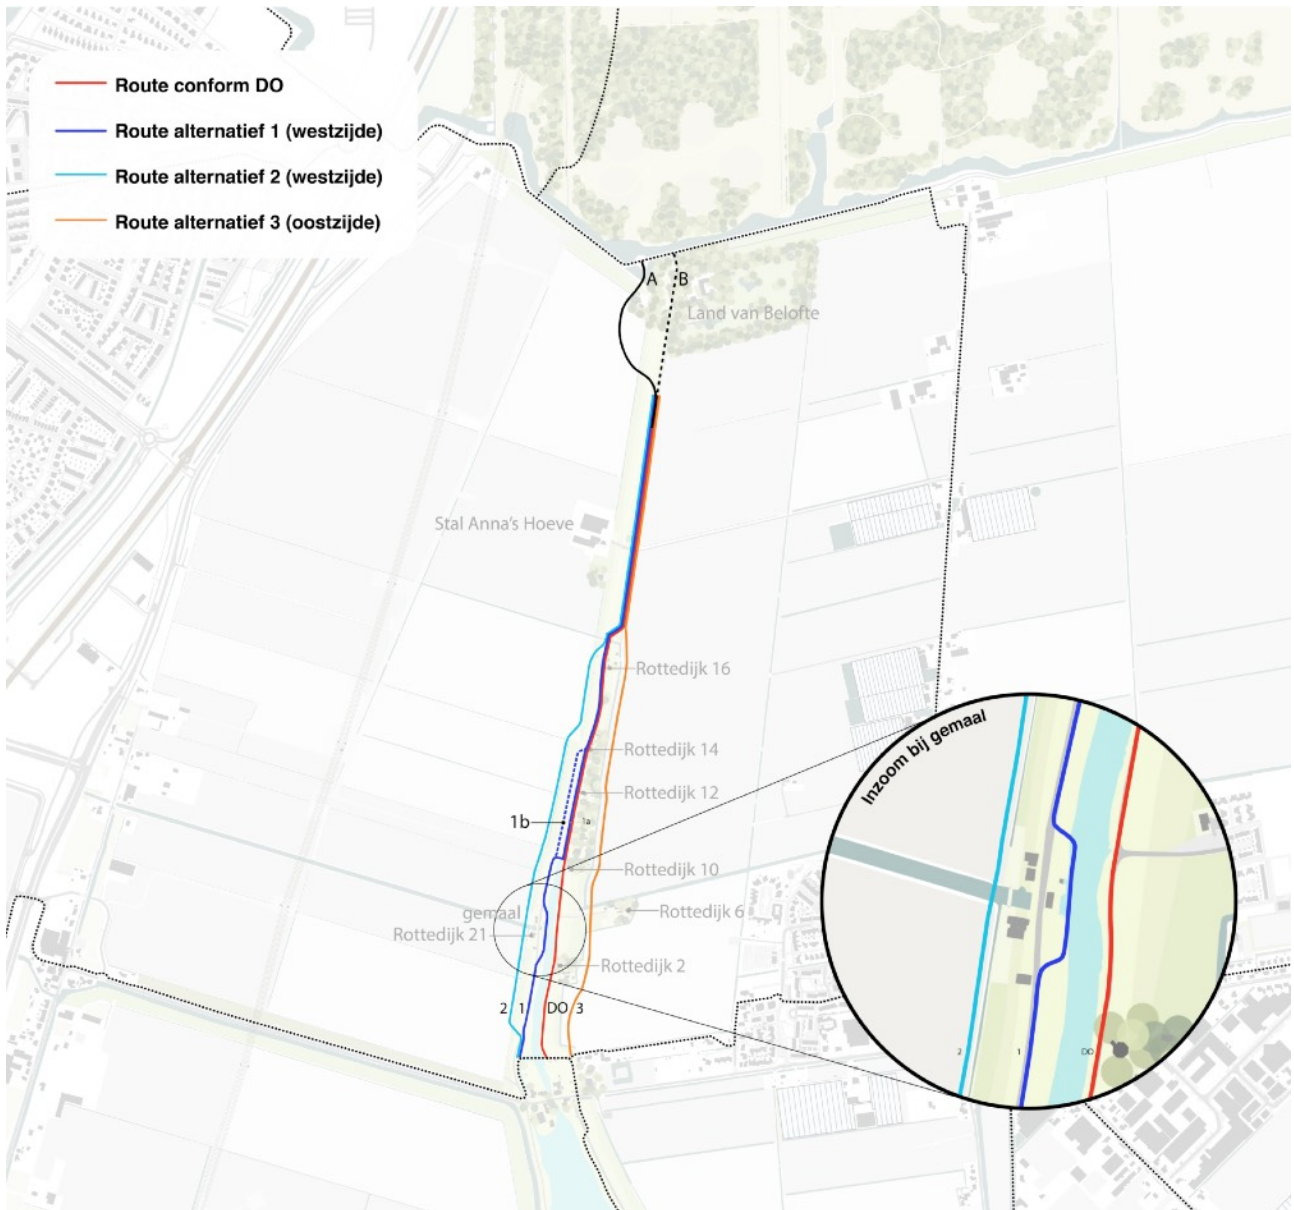 Route conform DO
Route alternatief 1 (westzijde)
Route alternatief 2 (westzijde)
Route alternatief 3 (oostzijde)
A
B
Land van Belofte
Stal Anna's Hoeve
Rottedijk 16
Rottedijk 14
Rottedijk 12
1b
1a
Rottedijk 10
gemaal
Rottedijk 6
Rottedijk 21
Rottedijk 2
2
1
DO
3
Inzoom bij gemaal
2
1
DO